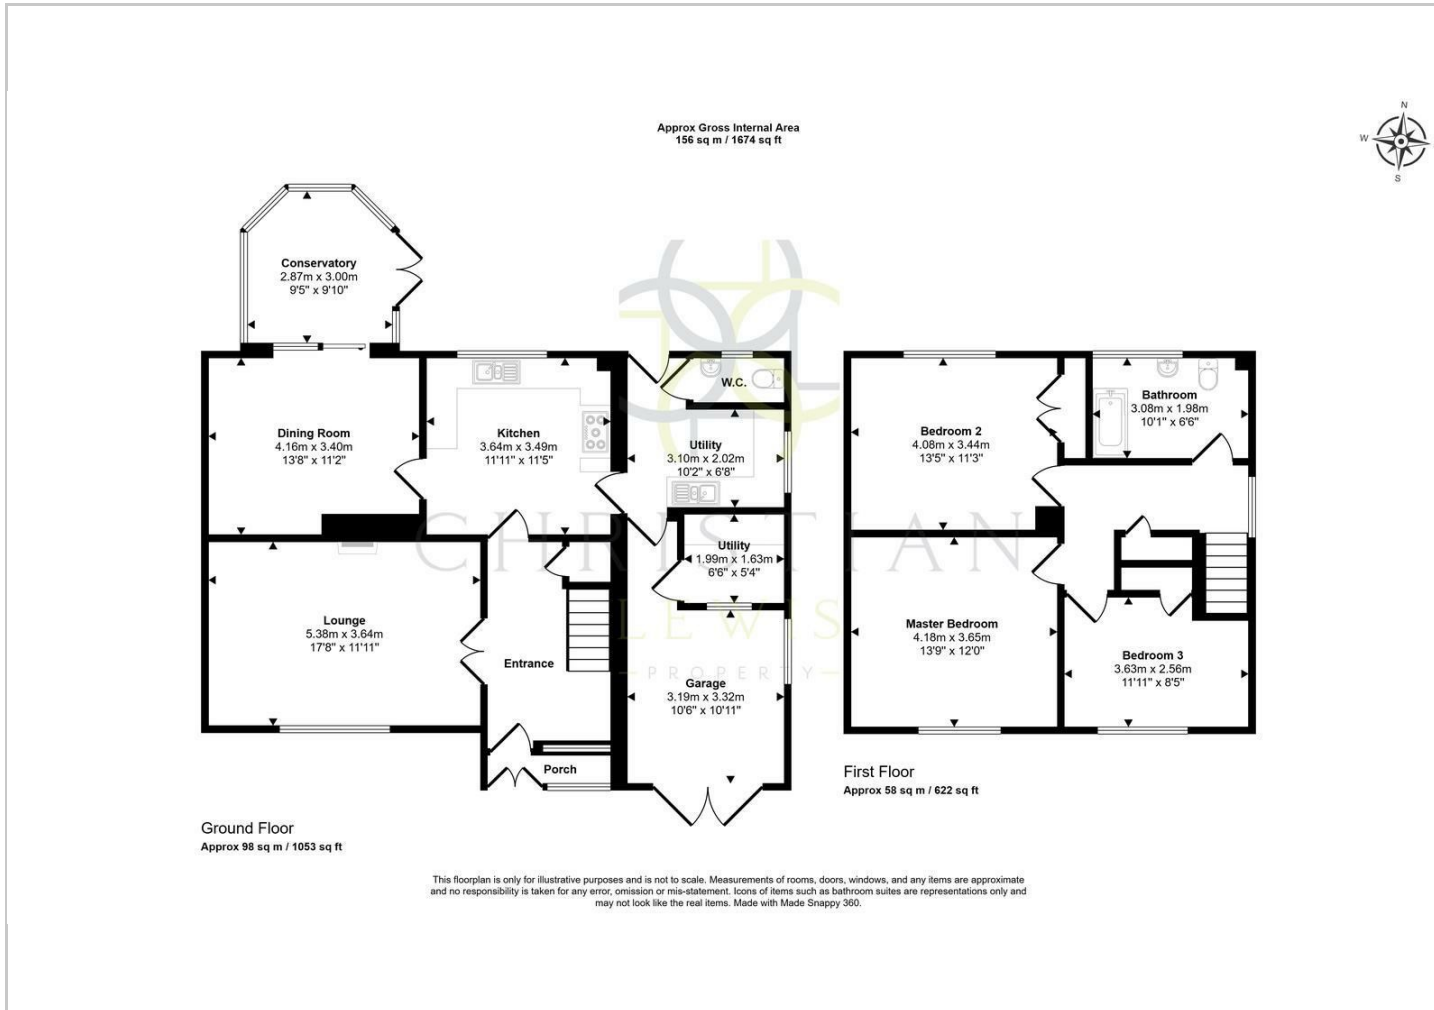 Approx Gross Internal Area
156 sq m / 1674 sq ft
N
W
S
Conservatory
2.87m x 3.00m
9'5" x 9'10"
Dining Room
4.16m x 3.40m
13'8" x 11'2"
Kitchen
3.64m x 3.49m
11'11" x 11'5"
W.C.
Utility
3.10m x 2.02m
10'2" x 6'8"
Utility
1.99m x 1.63m
6'6" x 5'4"
Lounge
5.38m x 3.64m
17'8" x 11'11"
Entrance
Garage
3.19m x 3.32m
10'6" x 10'11"
Porch
Ground Floor
Approx 98 sq m / 1053 sq ft
Bedroom 2
4.08m x 3.44m
13'5" x 11'3"
Bathroom
3.08m x 1.98m
10'1" x 6'6"
Master Bedroom
4.18m x 3.65m
13'9" x 12'0"
Bedroom 3
3.63m x 2.56m
11'11" x 8'5"
First Floor
Approx 58 sq m / 622 sq ft
CHRISTIAN
LEWIS
PROPERTY
This floorplan is only for illustrative purposes and is not to scale. Measurements of rooms, doors, windows, and any items are approximate
and no responsibility is taken for any error, omission or mis-statement. Icons of items such as bathroom suites are representations only and
may not look like the real items. Made with Made Snappy 360.